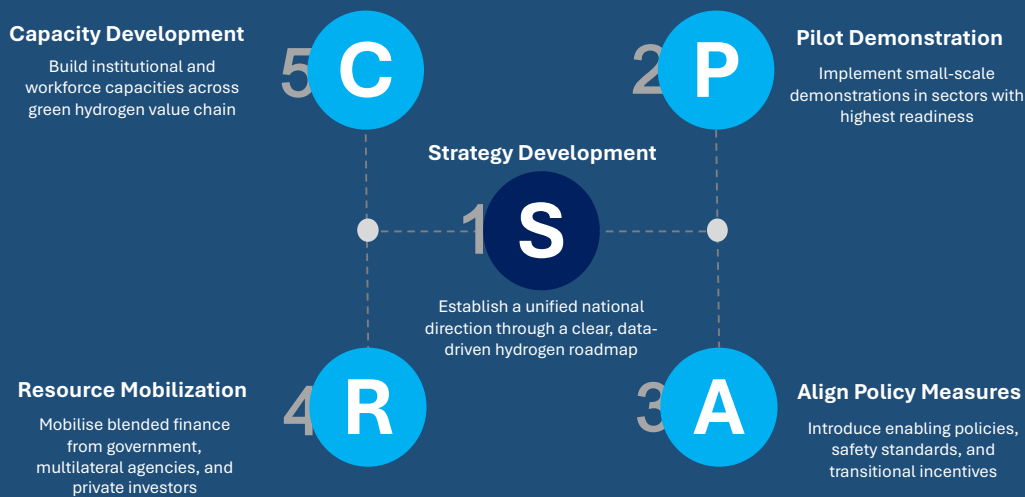 Capacity Development
Build institutional and
workforce capacities across
green hydrogen value chain
5
C
2
P
Pilot Demonstration
Implement small-scale
demonstrations in sectors with
highest readiness
Strategy Development
1
S
Establish a unified national
direction through a clear, data-
driven hydrogen roadmap
Resource Mobilization
Mobilise blended finance
from government,
multilateral agencies, and
private investors
4
R
3
A
Align Policy Measures
Introduce enabling policies,
safety standards, and
transitional incentives